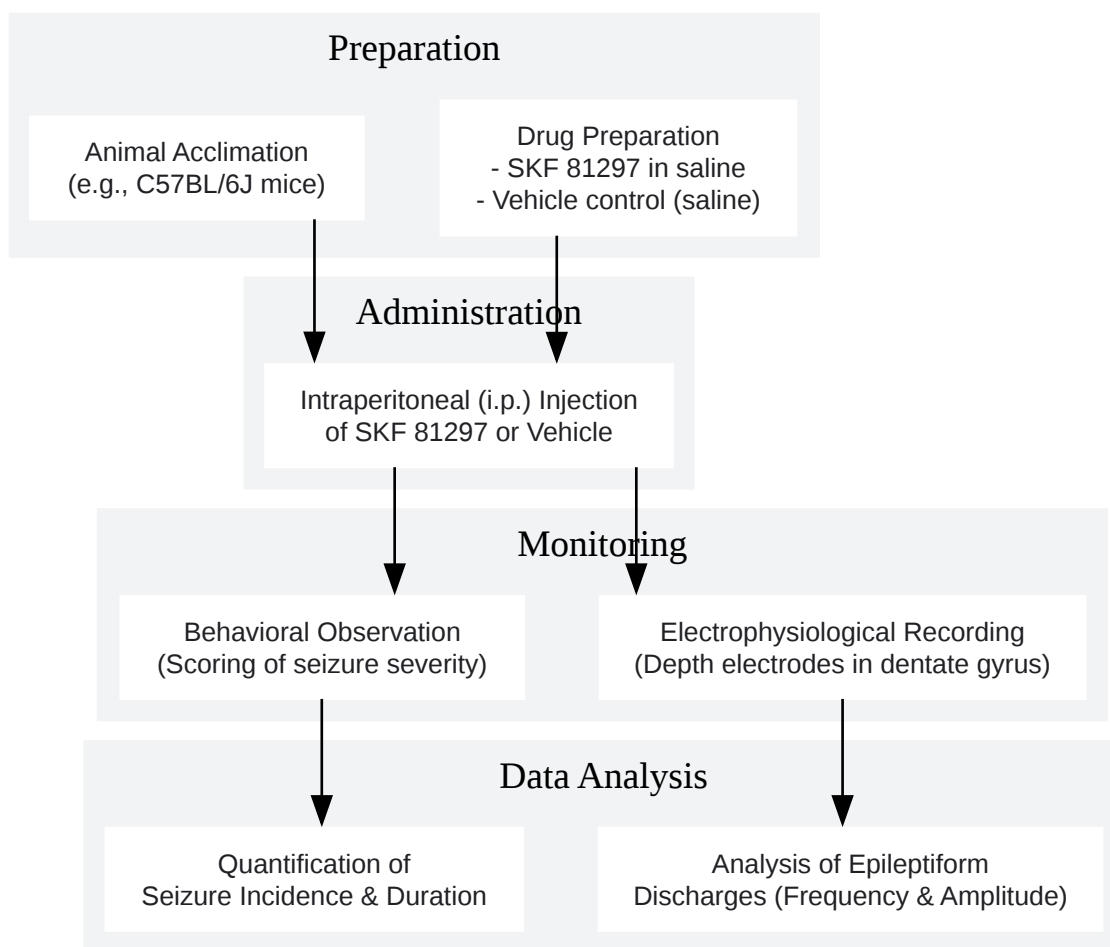 Preparation
Animal Acclimation
(e.g., C57BL/6J mice)
Drug Preparation
- SKF 81297 in saline
- Vehicle control (saline)
Administration
Intraperitoneal (i.p.) Injection
of SKF 81297 or Vehicle
Monitoring
Behavioral Observation
(Scoring of seizure severity)
Electrophysiological Recording
(Depth electrodes in dentate gyrus)
Data Analysis
Quantification of
Seizure Incidence & Duration
Analysis of Epileptiform
Discharges (Frequency & Amplitude)